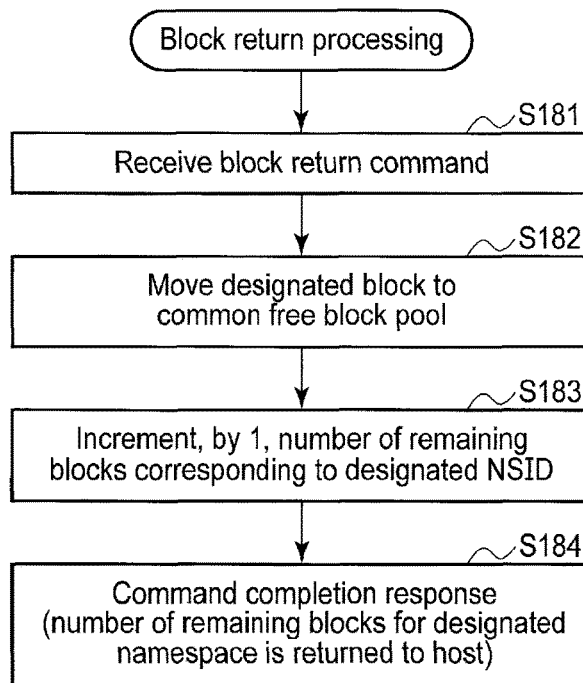 Block return processing
S181
Receive block return command
S182
Move designated block to
common free block pool
S183
Increment, by 1, number of remaining
blocks corresponding to designated NSID
S184
Command completion response
(number of remaining blocks for designated
namespace is returned to host)